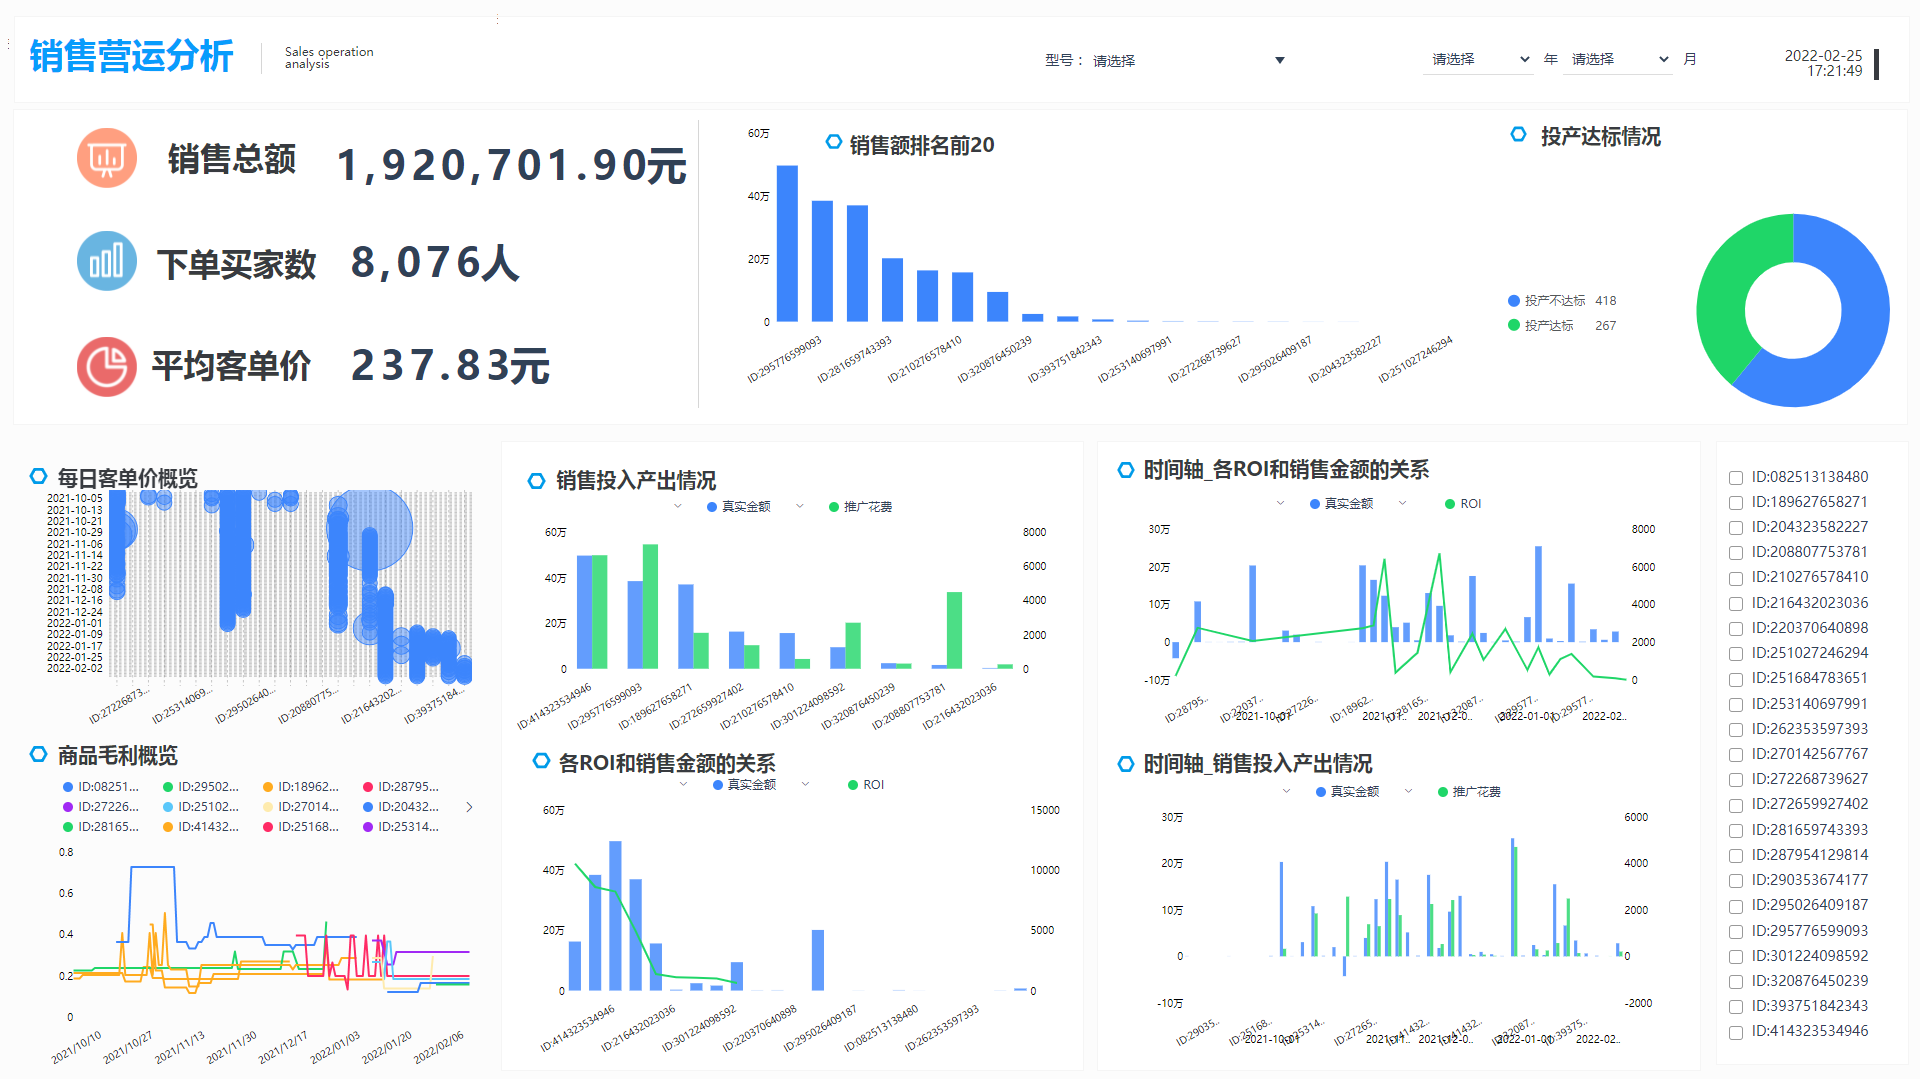 销售营运分析
Sales operation
analysis
型号： 请选择
请选择 年 请选择 月
2022-02-25
17:21:49
销售总额 1,920,701.90元
下单买家数 8,076人
平均客单价 237.83元
销售额排名前20
60万
40万
20万
0
ID:295776599093
ID:281659743393
ID:210276578410
ID:320876450239
ID:393751842343
ID:253140697991
ID:272268739627
ID:295026409187
ID:204323582227
ID:251027246294
投产达标情况
投产不达标 418
投产达标 267
每日客单价概览
2021-10-05
2021-10-13
2021-10-21
2021-10-29
2021-11-06
2021-11-14
2021-11-22
2021-11-30
2021-12-08
2021-12-16
2021-12-24
2022-01-01
2022-01-09
2022-01-17
2022-01-25
2022-02-02
ID:27226873...
ID:25314069...
ID:29502640...
ID:20880775...
ID:21643202...
ID:39375184...
商品毛利概览
ID:08251... ID:29502... ID:18962... ID:28795...
ID:27226... ID:25102... ID:27014... ID:20432...
ID:28165... ID:41432... ID:25168... ID:25314...
0.8
0.6
0.4
0.2
0
2021/10/10
2021/10/27
2021/11/13
2021/11/30
2021/12/17
2022/01/03
2022/01/20
2022/02/06
销售投入产出情况
真实金额 推广花费
60万
40万
20万
0
8000
6000
4000
2000
0
ID:414323534946
ID:295776599093
ID:189627658271
ID:272659927402
ID:210276578410
ID:301224098592
ID:320876450239
ID:208807753781
ID:216432023036
各ROI和销售金额的关系
真实金额 ROI
60万
40万
20万
0
15000
10000
5000
0
ID:414323534946
ID:216432023036
ID:301224098592
ID:220370640898
ID:295026409187
ID:082513138480
ID:262353597393
时间轴_各ROI和销售金额的关系
真实金额 ROI
30万
20万
10万
0
-10万
8000
6000
4000
2000
0
ID:28795..
ID:22037..
ID:27226..
ID:18962..
ID:28165..
ID:32087..
ID:29577..
ID:29577..
2021-10-07
2021-11..
2021-12-0..
2022-01-01
2022-02..
时间轴_销售投入产出情况
真实金额 推广花费
30万
20万
10万
0
-10万
6000
4000
2000
0
-2000
ID:29035..
ID:25168..
ID:25314..
ID:27265..
ID:41432..
ID:41432..
ID:32087..
ID:39375..
2021-10-07
2021-11..
2021-12-0..
2022-01-01
2022-02..
ID:082513138480
ID:189627658271
ID:204323582227
ID:208807753781
ID:210276578410
ID:216432023036
ID:220370640898
ID:251027246294
ID:251684783651
ID:253140697991
ID:262353597393
ID:270142567767
ID:272268739627
ID:272659927402
ID:281659743393
ID:287954129814
ID:290353674177
ID:295026409187
ID:295776599093
ID:301224098592
ID:320876450239
ID:393751842343
ID:414323534946